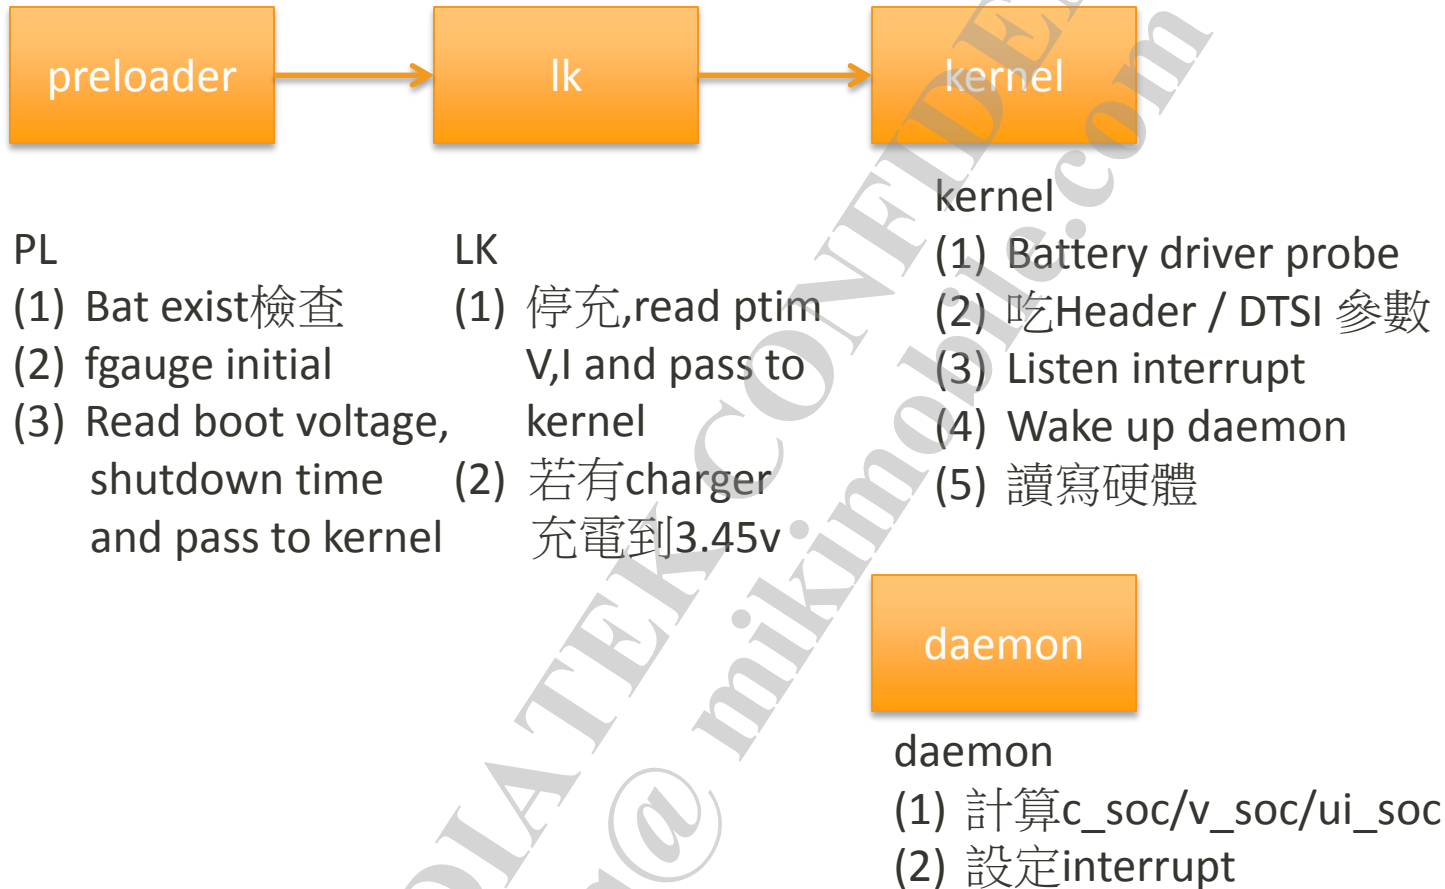 preloader
lk
kernel
PL
(1) Bat exist檢查
(2) fgauge initial
(3) Read boot voltage,
shutdown time
and pass to kernel
LK
(1) 停充,read ptim
V,I and pass to
kernel
(2) 若有charger
充電到3.45v
kernel
(1) Battery driver probe
(2) 吃Header / DTSI 參數
(3) Listen interrupt
(4) Wake up daemon
(5) 讀寫硬體
daemon
daemon
(1) 計算c_soc/v_soc/ui_soc
(2) 設定interrupt